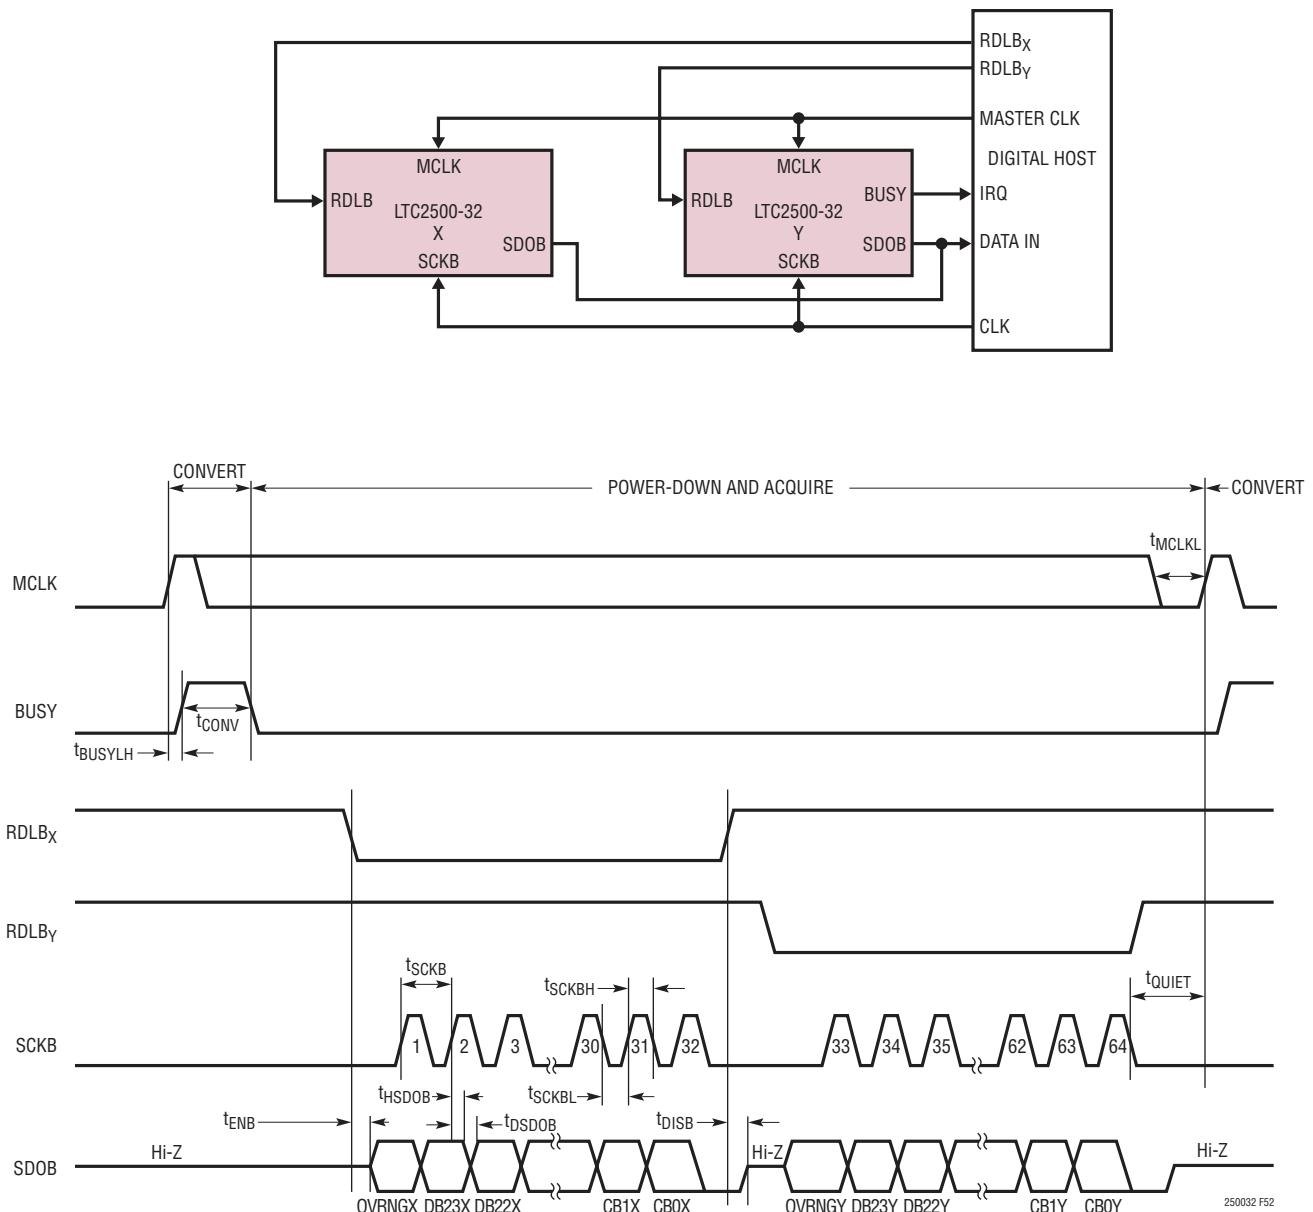 RDLBX
RDLBY
MASTER CLK
MCLK
MCLK
DIGITAL HOST
RDLB
RDLB
BUSY
IRQ
LTC2500-32
LTC2500-32
X
Y
SDOB
SDOB
DATA IN
SCKB
SCKB
CLK
CONVERT
POWER-DOWN AND ACQUIRE
CONVERT
tMCLKL
MCLK
BUSY
tCONV
tBUSYLH
RDLBX
RDLBY
tSCKB
tSCKBH
tQUIET
SCKB
1 2 3 30 31 32 33 34 35 62 63 64
tHSDOB
tSCKBL
tENB
tDSDOB
tDISB
SDOB
Hi-Z
Hi-Z
Hi-Z
OVRNGX DB23X DB22X CB1X CB0X OVRNGY DB23Y DB22Y CB1Y CB0Y
250032 F52